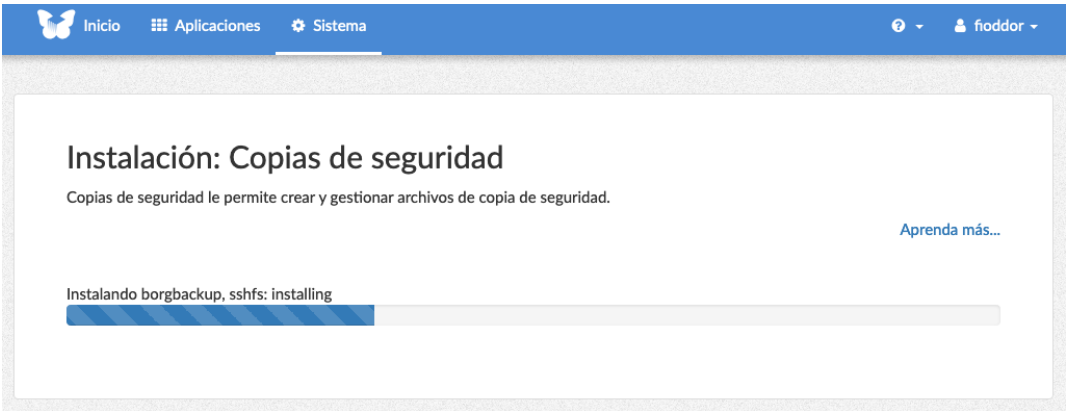 Inicio Aplicaciones Sistema fioddor
Instalación: Copias de seguridad
Copias de seguridad le permite crear y gestionar archivos de copia de seguridad.
Aprenda más...
Instalando borgbackup, sshfs: installing